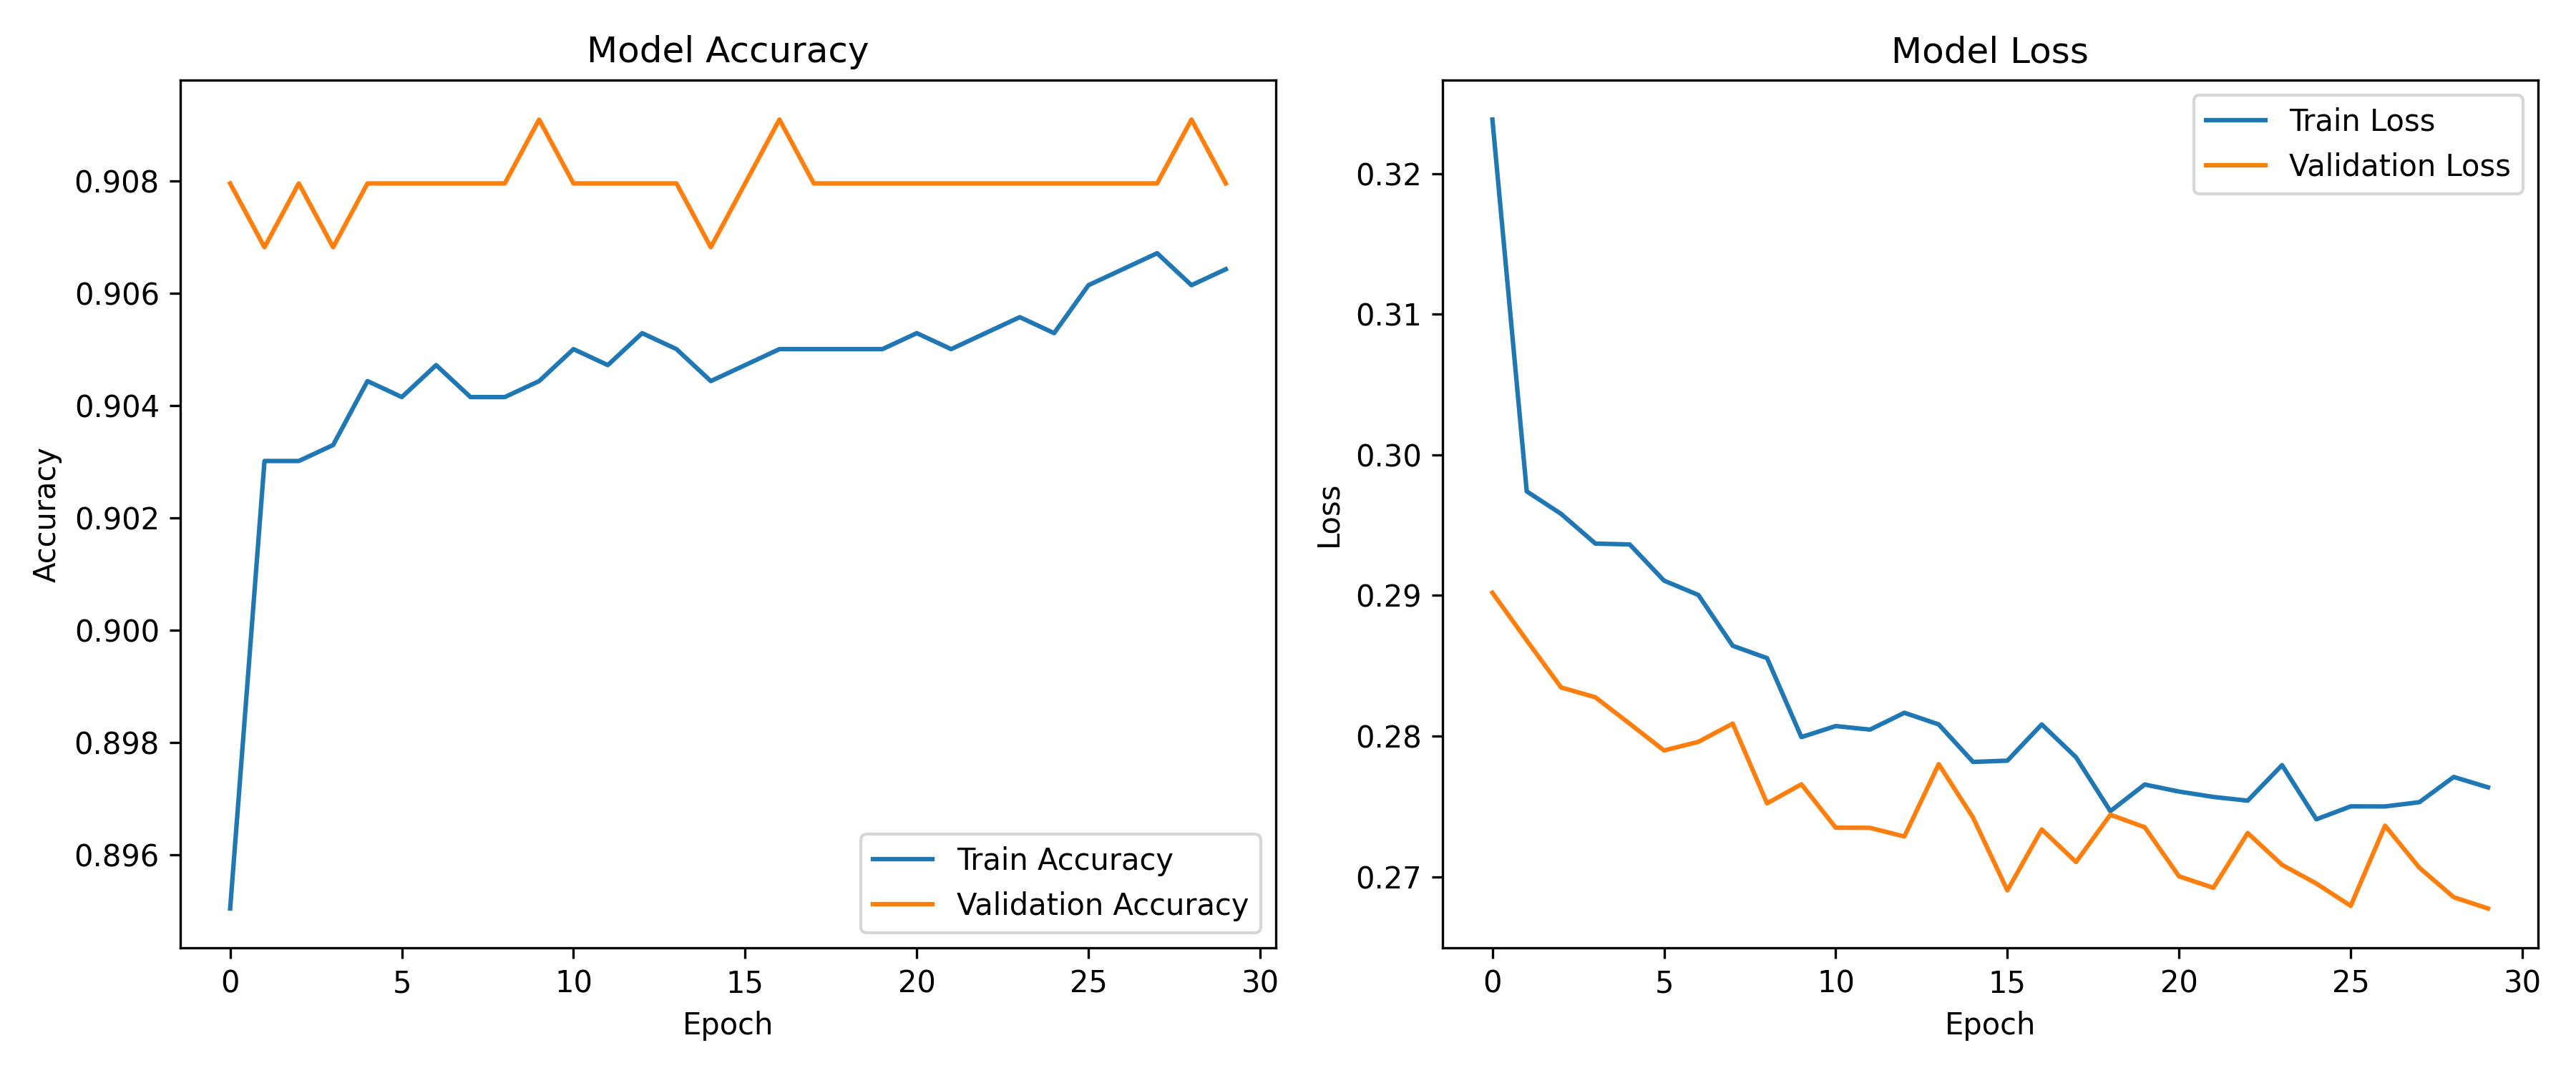 Model Accuracy
0.908
0.906
0.904
0.902
0.900
0.898
0.896
Accuracy
0 5 10 15 20 25 30
Epoch
Train Accuracy
Validation Accuracy
Model Loss
0.32
0.31
0.30
0.29
0.28
0.27
Loss
0 5 10 15 20 25 30
Epoch
Train Loss
Validation Loss